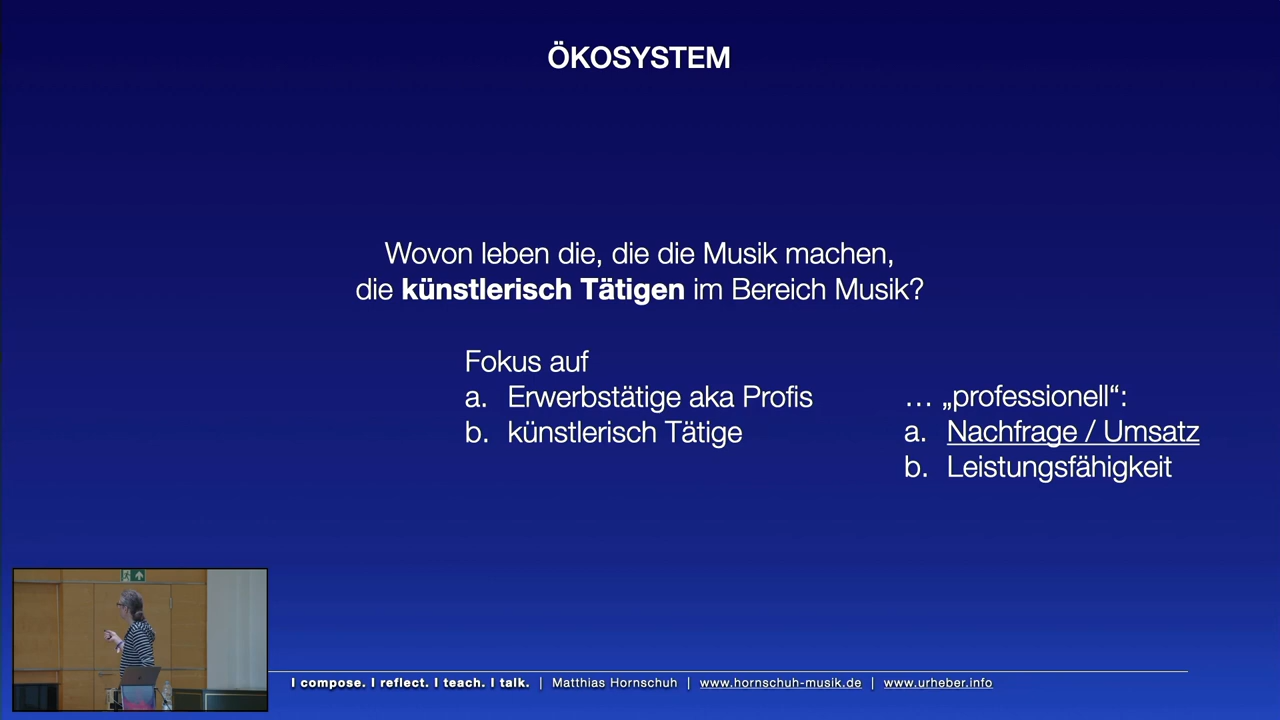 ÖKOSYSTEM
Wovon leben die, die die Musik machen,
die künstlerisch Tätigen im Bereich Musik?
Fokus auf
a. Erwerbstätige aka Profis
b. künstlerisch Tätige
… „professionell“:
a. Nachfrage / Umsatz
b. Leistungsfähigkeit
I compose. I reflect. I teach. I talk. | Matthias Hornschuh | www.hornschuh-musik.de | www.urheber.info